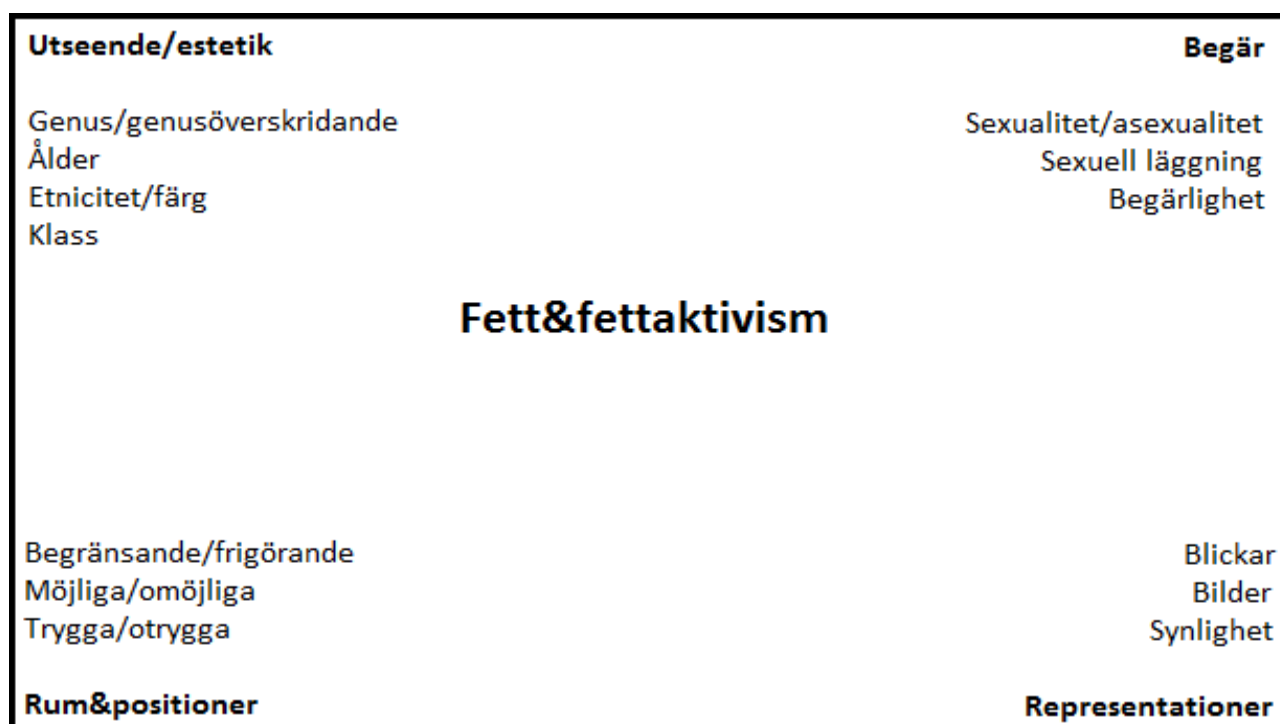 Utseende/estetik
Begär
Genus/genusöverskridande
Ålder
Etnicitet/färg
Klass
Sexualitet/asexualitet
Sexuell läggning
Begärlighet
Fett&fettaktivism
Begränsande/frigörande
Möjliga/omöjliga
Trygga/otrygga
Rum&positioner
Blickar
Bilder
Synlighet
Representationer